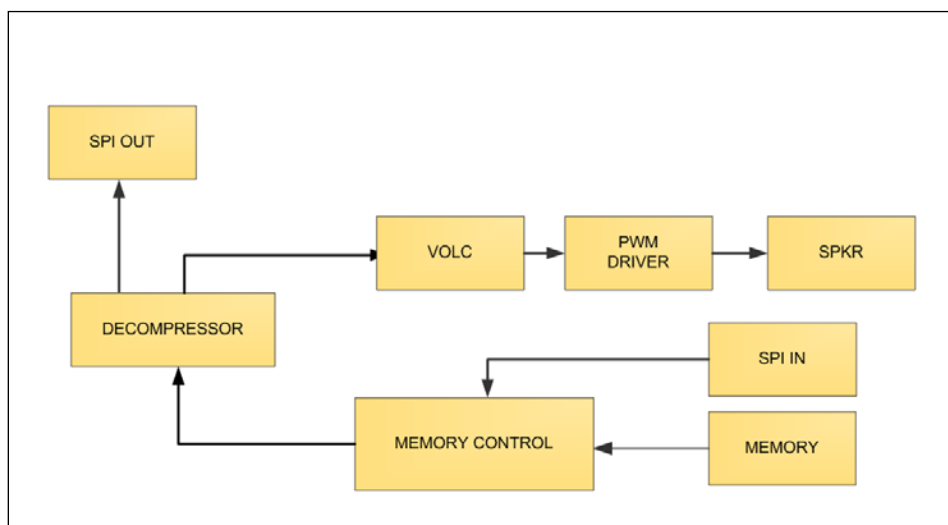 SPI OUT
VOLC
PWM
DRIVER
SPKR
DECOMPRESSOR
SPI IN
MEMORY CONTROL
MEMORY